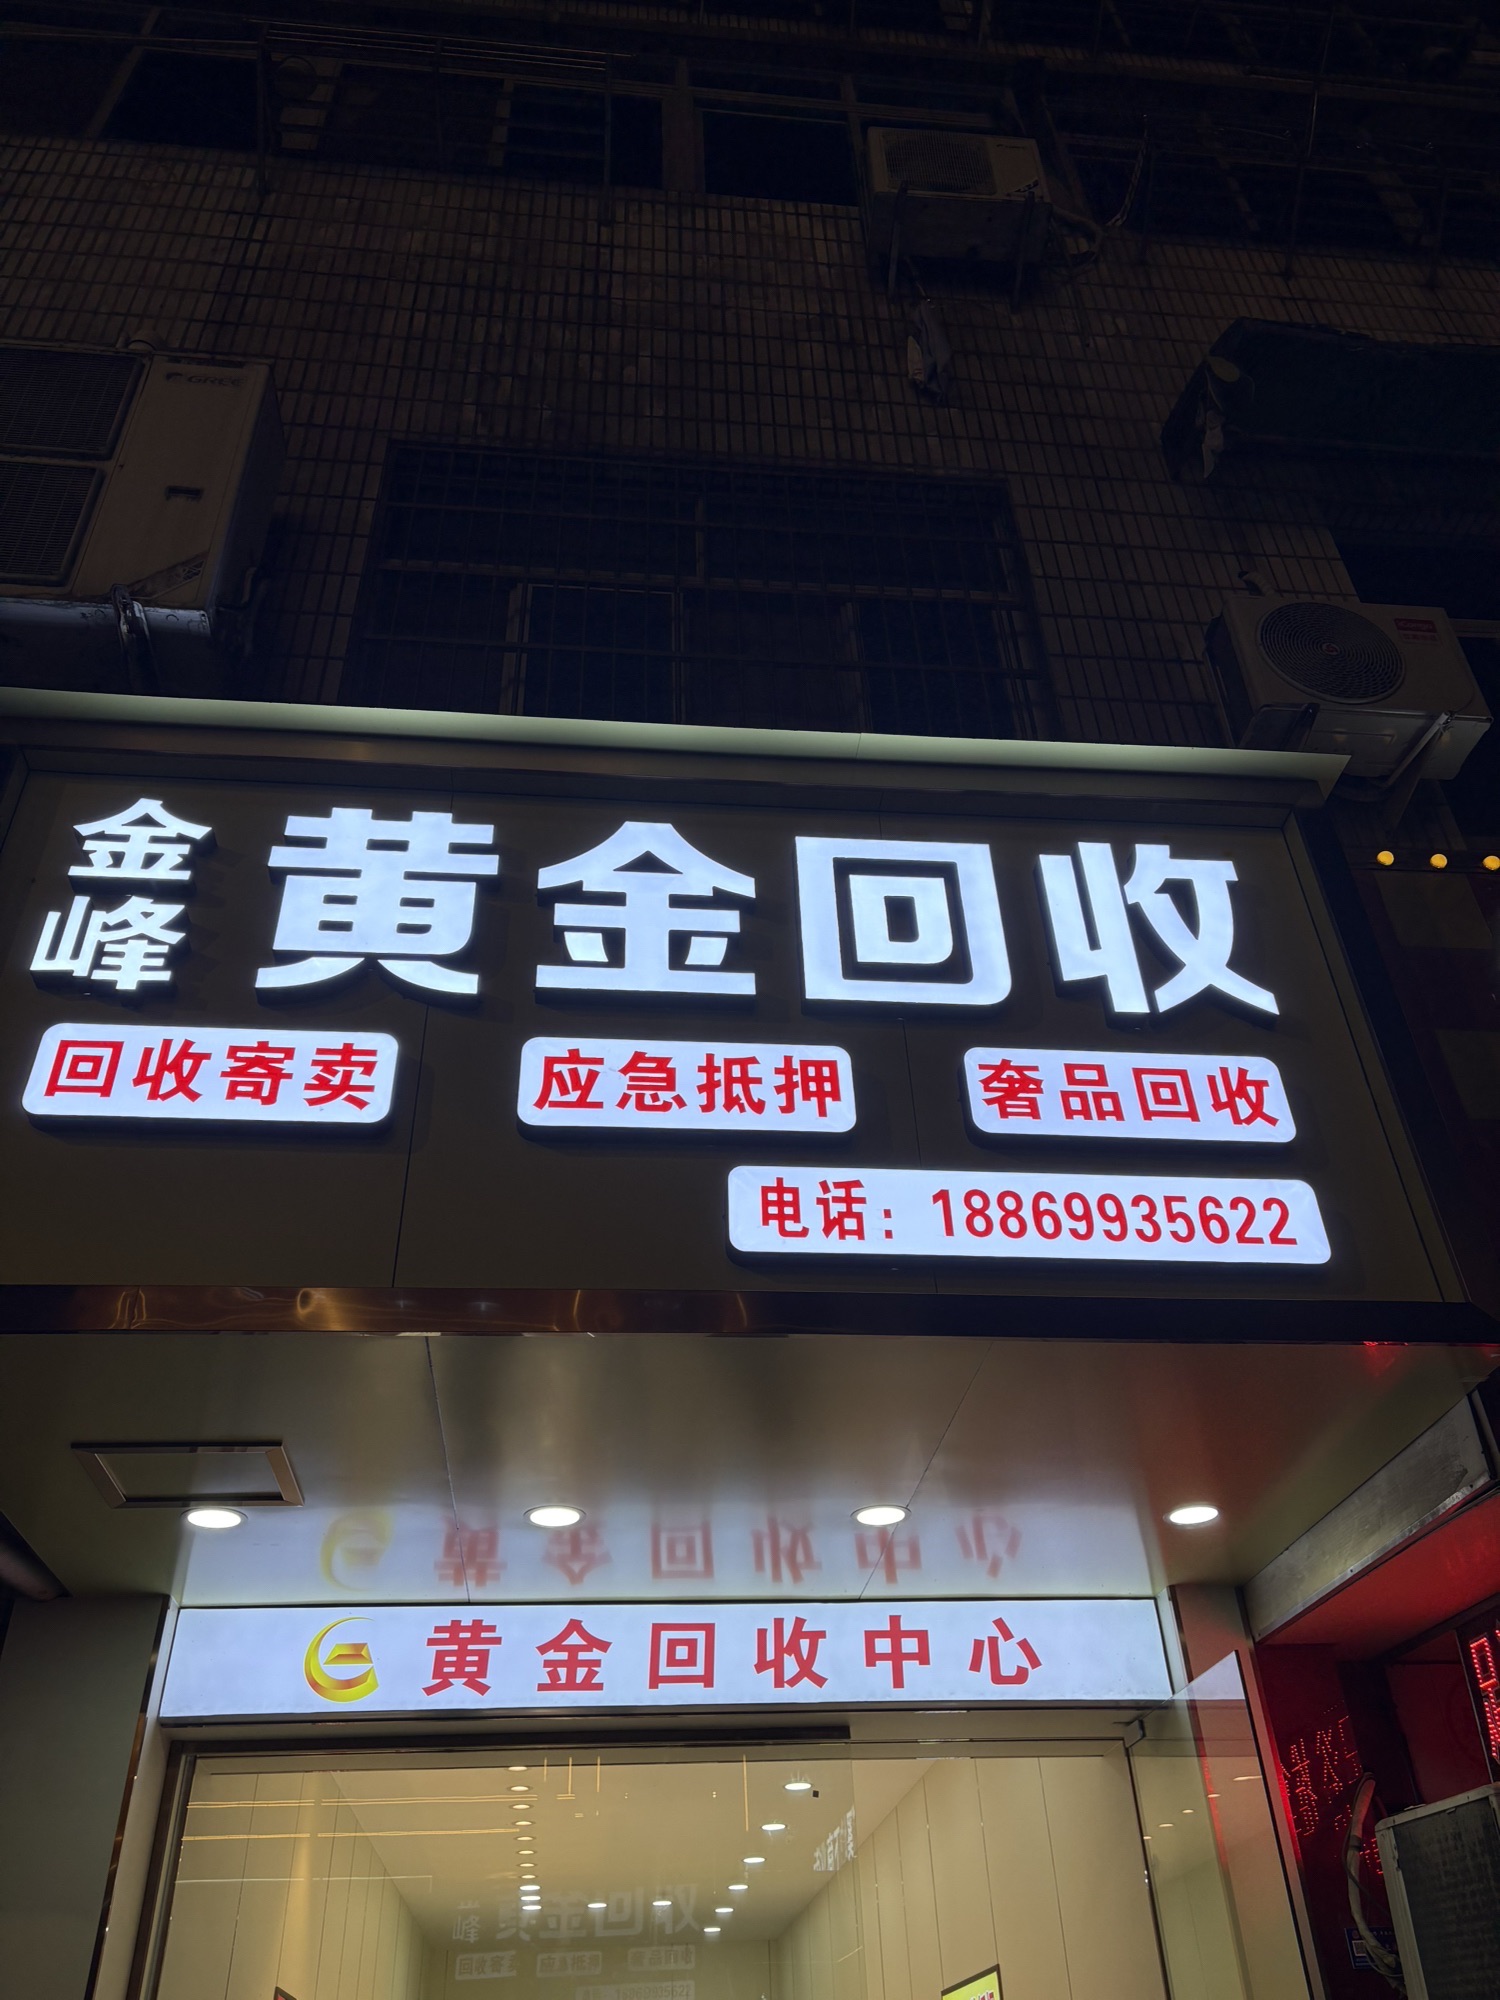 GREE
金峰 黄金回收
回收寄卖 应急抵押 奢品回收
电话：18869935622
黄金回收中心